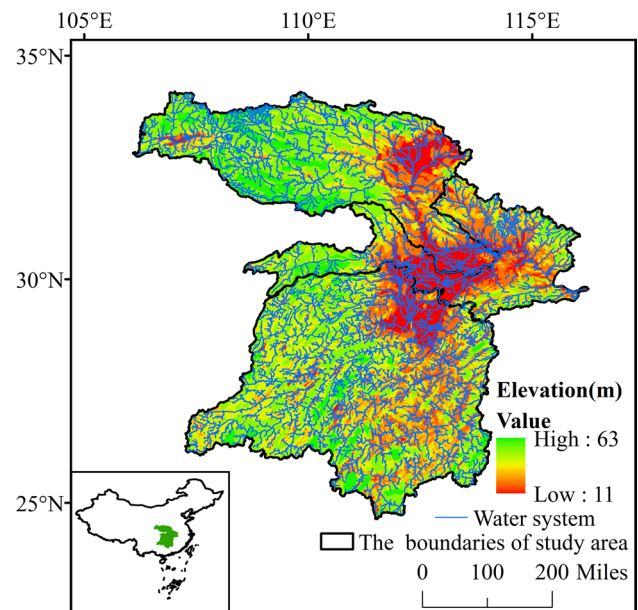 105°E 110°E 115°E
35°N
30°N
25°N
Elevation(m)
Value
High : 63
Low : 11
Water system
The boundaries of study area
0 100 200 Miles